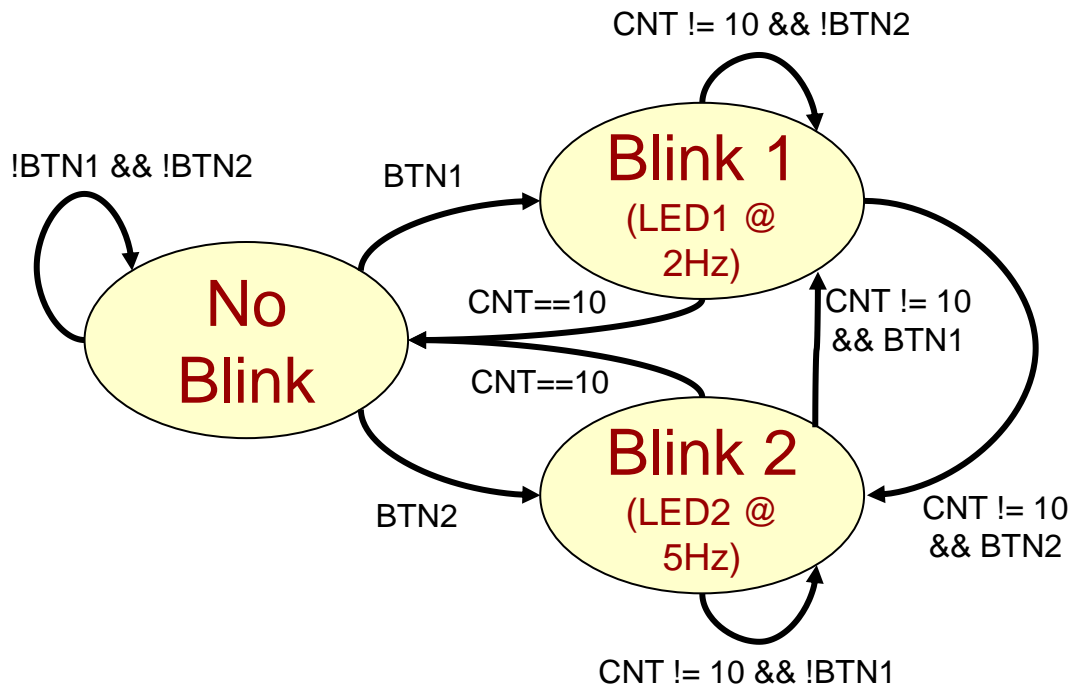 CNT != 10 && !BTN2
!BTN1 && !BTN2
BTN1
Blink 1
(LED1 @
2Hz)
No
Blink
CNT==10
CNT != 10
&& BTN1
CNT==10
Blink 2
(LED2 @
5Hz)
BTN2
CNT != 10
&& BTN2
CNT != 10 && !BTN1